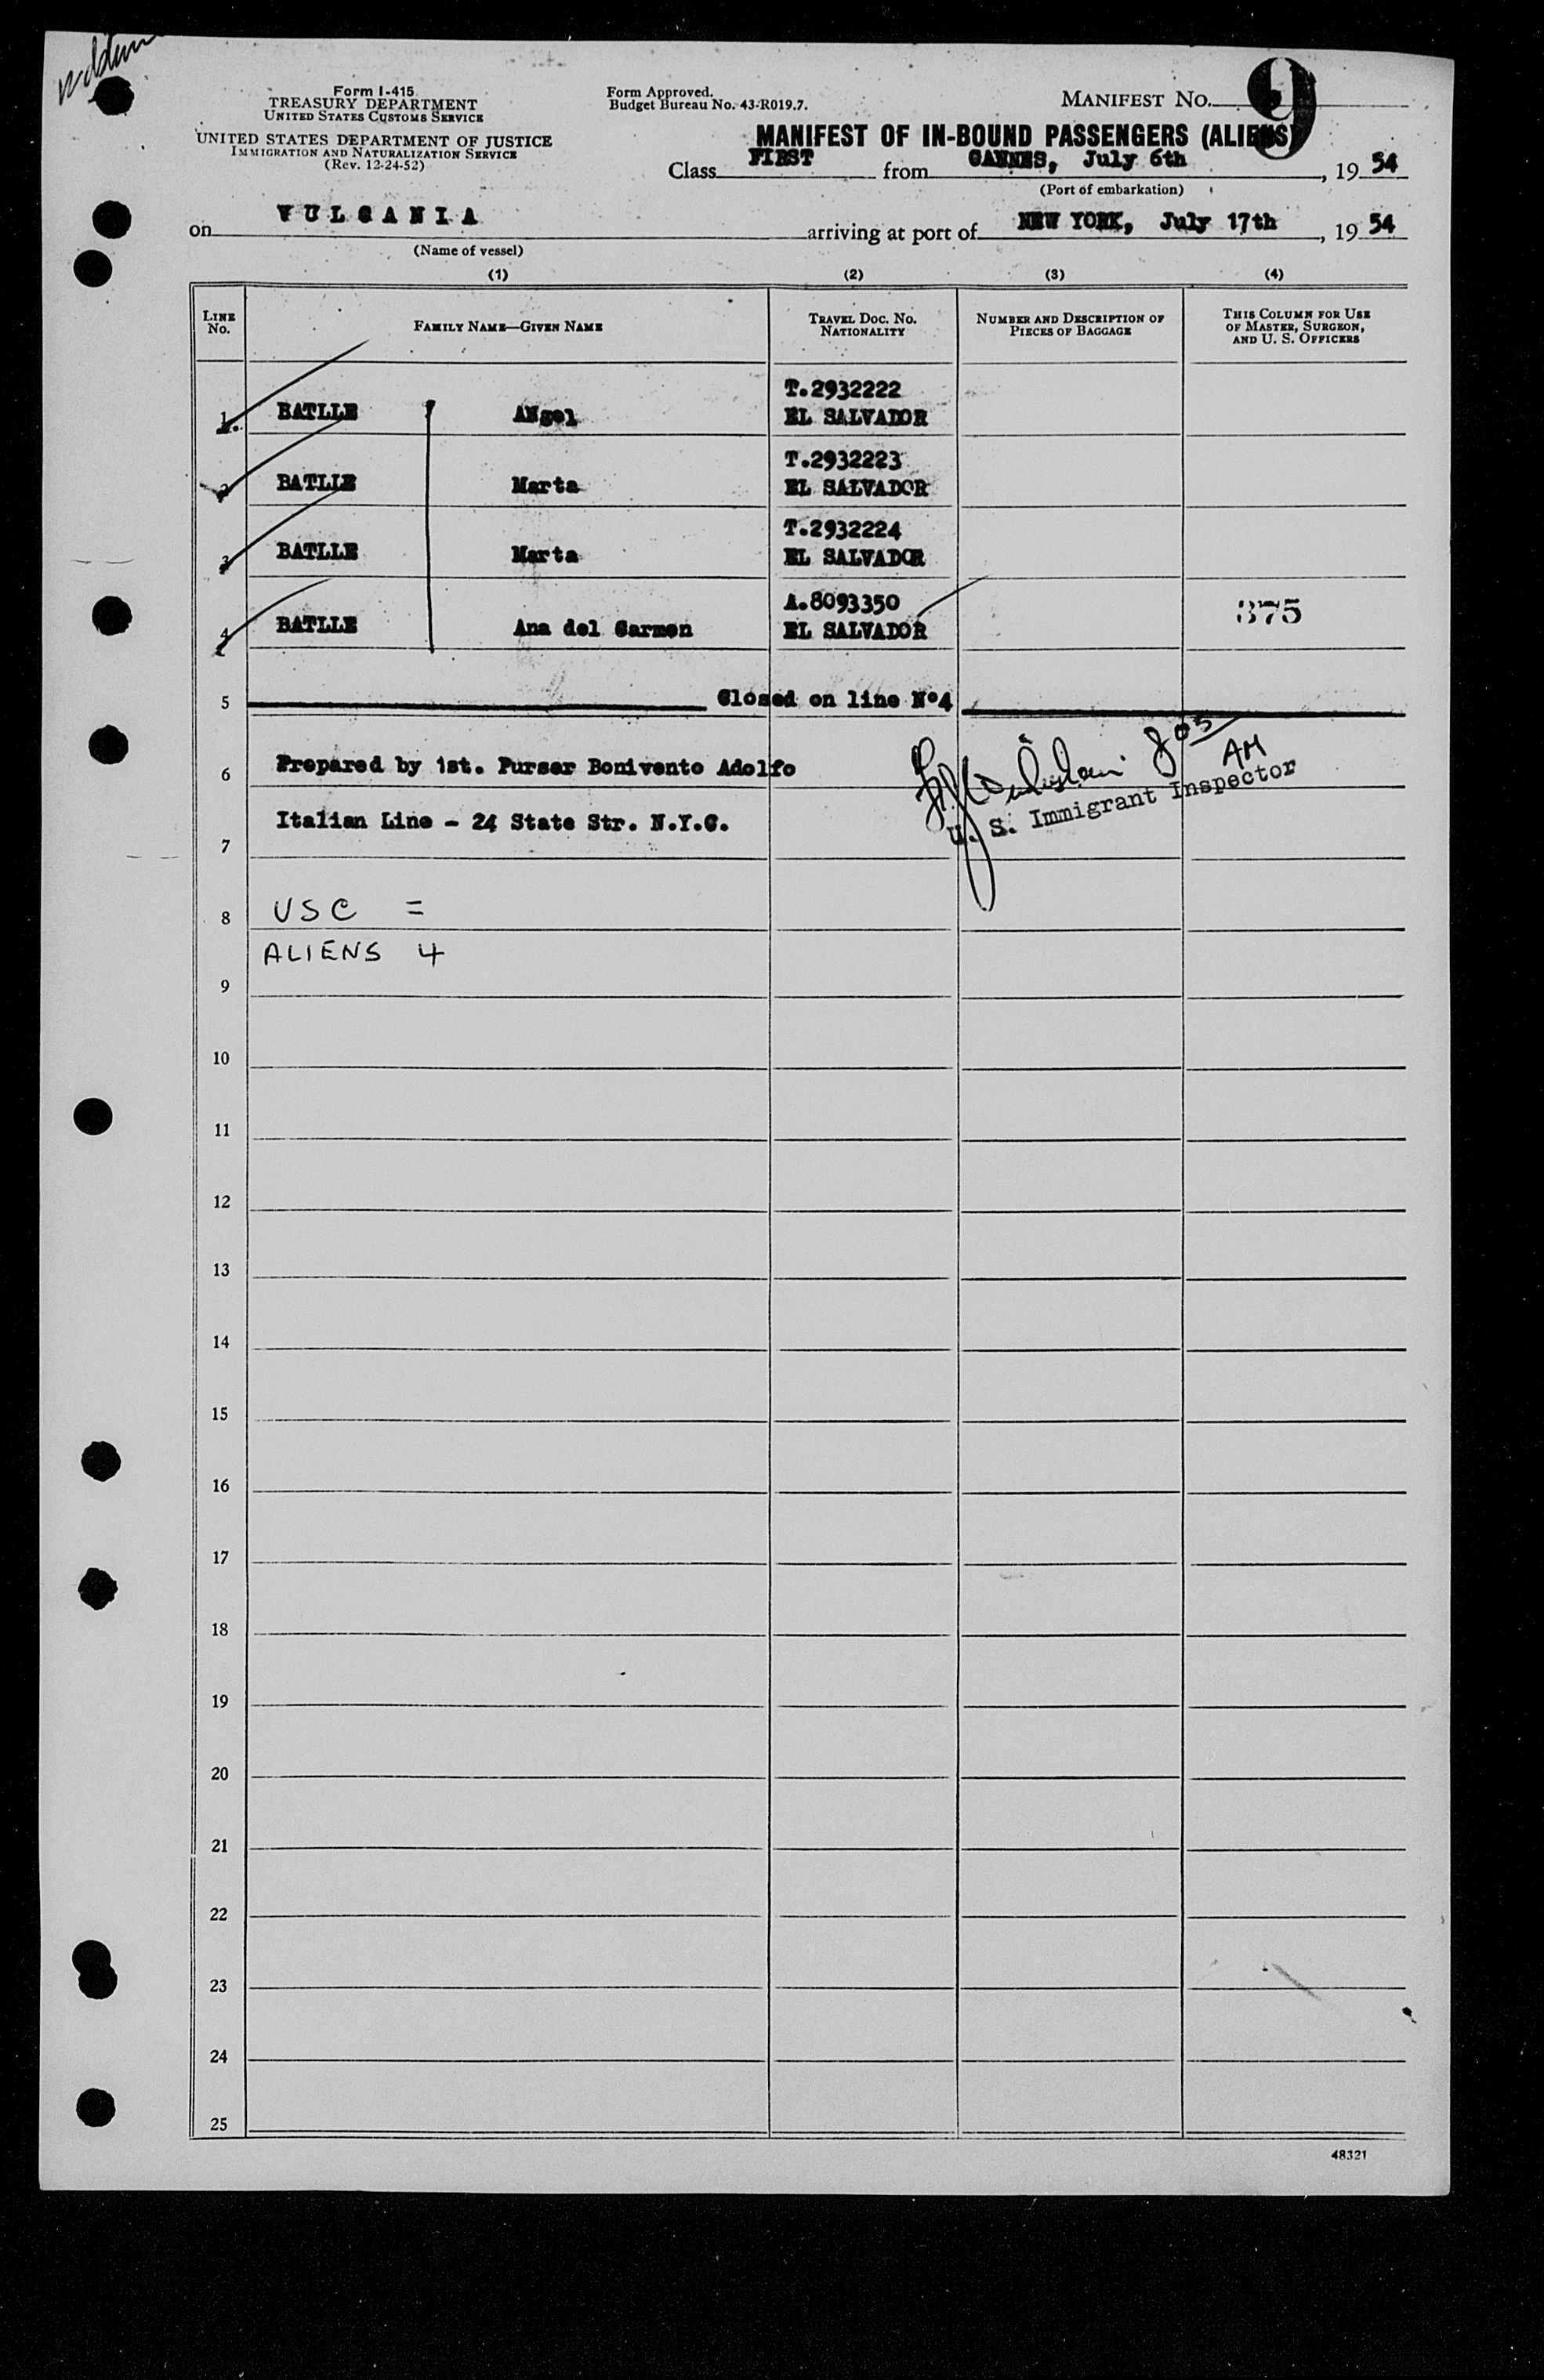 Form I-415
TREASURY DEPARTMENT
UNITED STATES CUSTOMS SERVICE
UNITED STATES DEPARTMENT OF JUSTICE
IMMIGRATION AND NATURALIZATION SERVICE
(Rev. 12-24-52)
Form Approved.
Budget Bureau No. 43-R019.7.
MANIFEST NO. 9
MANIFEST OF IN-BOUND PASSENGERS (ALIENS)
Class FIRST from CANNES, July 6th, 19 54
(Port of embarkation)
on VULCANIA arriving at port of NEW YORK, July 17th, 19 54
(Name of vessel)
(1) (2) (3) (4)
LINE No. FAMILY NAME—GIVEN NAME TRAVEL DOC. NO. NATIONALITY NUMBER AND DESCRIPTION OF PIECES OF BAGGAGE THIS COLUMN FOR USE OF MASTER, SURGEON, AND U. S. OFFICERS
T.2932222
1 BATLLE ANgel EL SALVADOR
T.2932223
2 BATLLE Marta EL SALVADOR
T.2932224
3 BATLLE Marta EL SALVADOR
A.8093350
4 BATLLE Ana del Carmen EL SALVADOR 375
5 Closed on line Nº4
6 Prepared by 1st. Purser Bonivento Adolfo
805 AM
U. S. Immigrant Inspector
Italian Line - 24 State Str. N.Y.C.
7
8 USC =
ALIENS 4
9
10
11
12
13
14
15
16
17
18
19
20
21
22
23
24
25
48321